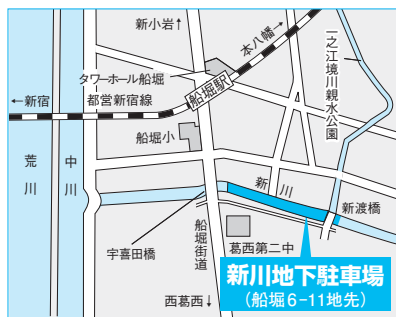 新小岩↑
本八幡→
タワーホール船堀
船堀駅
一之江境川親水公園
←新宿
都営新宿線
船堀小
荒川
中川
新川
新渡橋
宇喜田橋
船堀街道
葛西第二中
西葛西↓
新川地下駐車場
(船堀6-11地先)